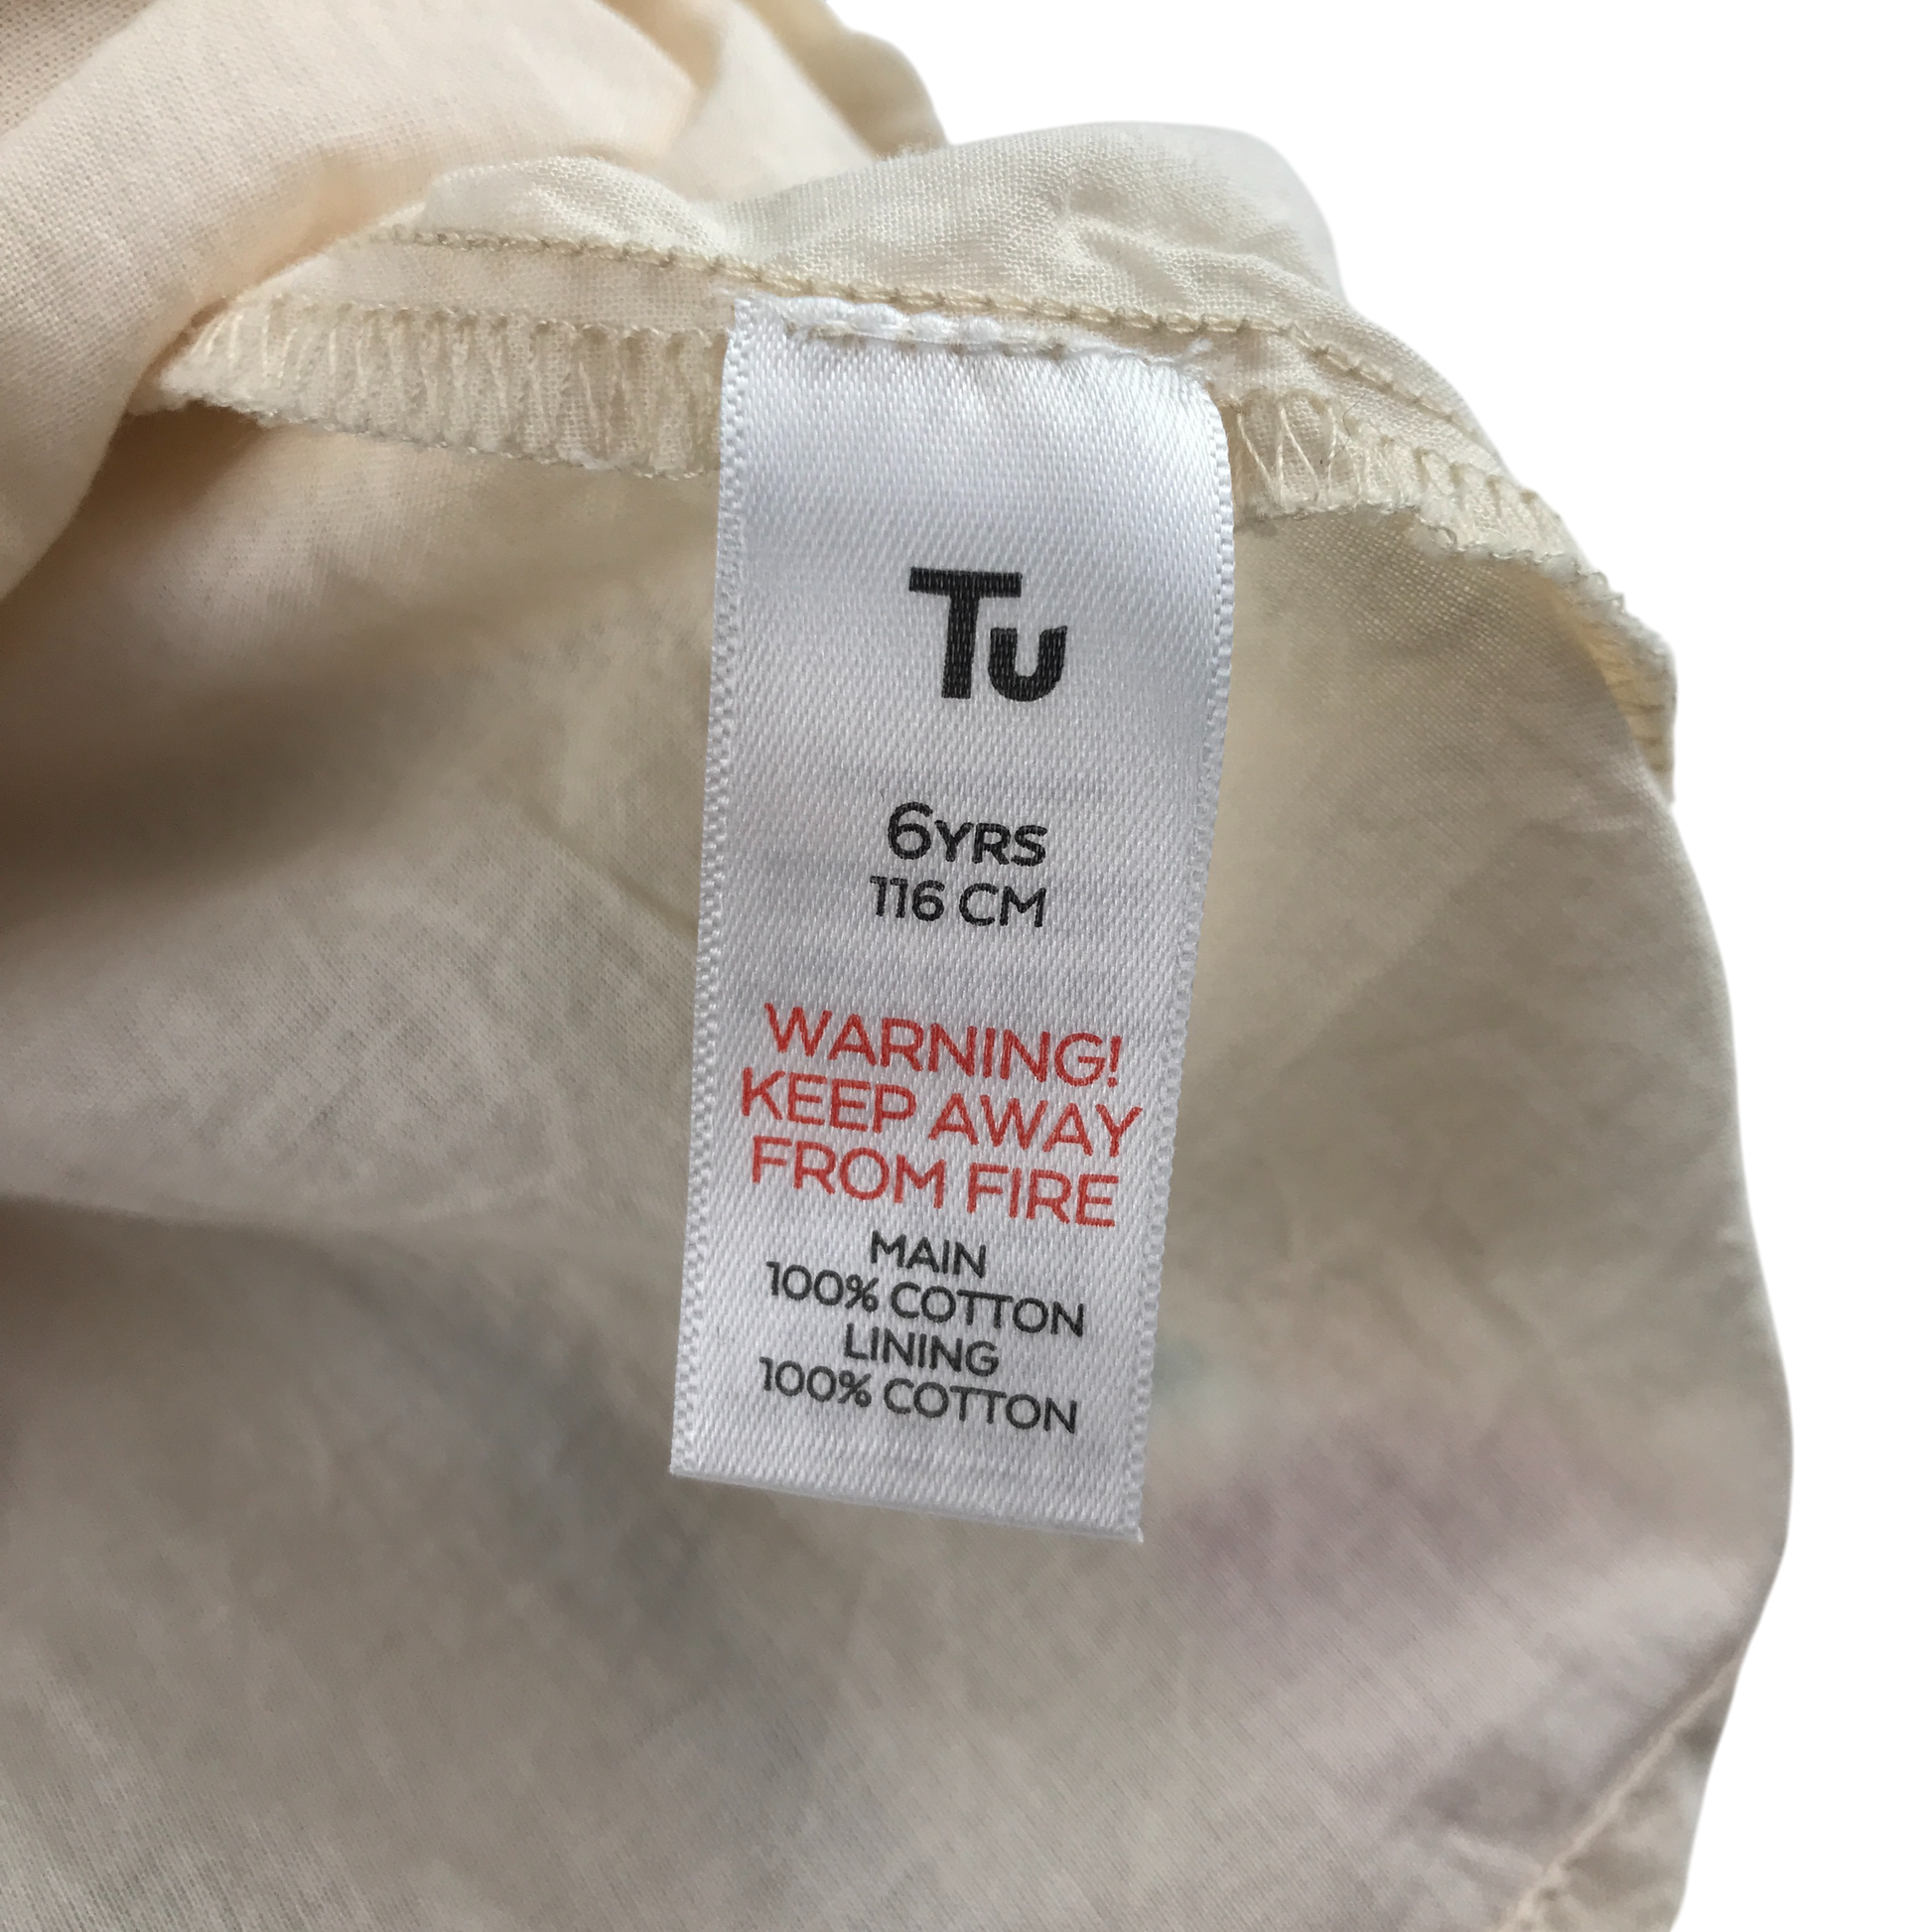 Tu
6YRS
116 CM
WARNING!
KEEP AWAY
FROM FIRE
MAIN
100% COTTON
LINING
100% COTTON